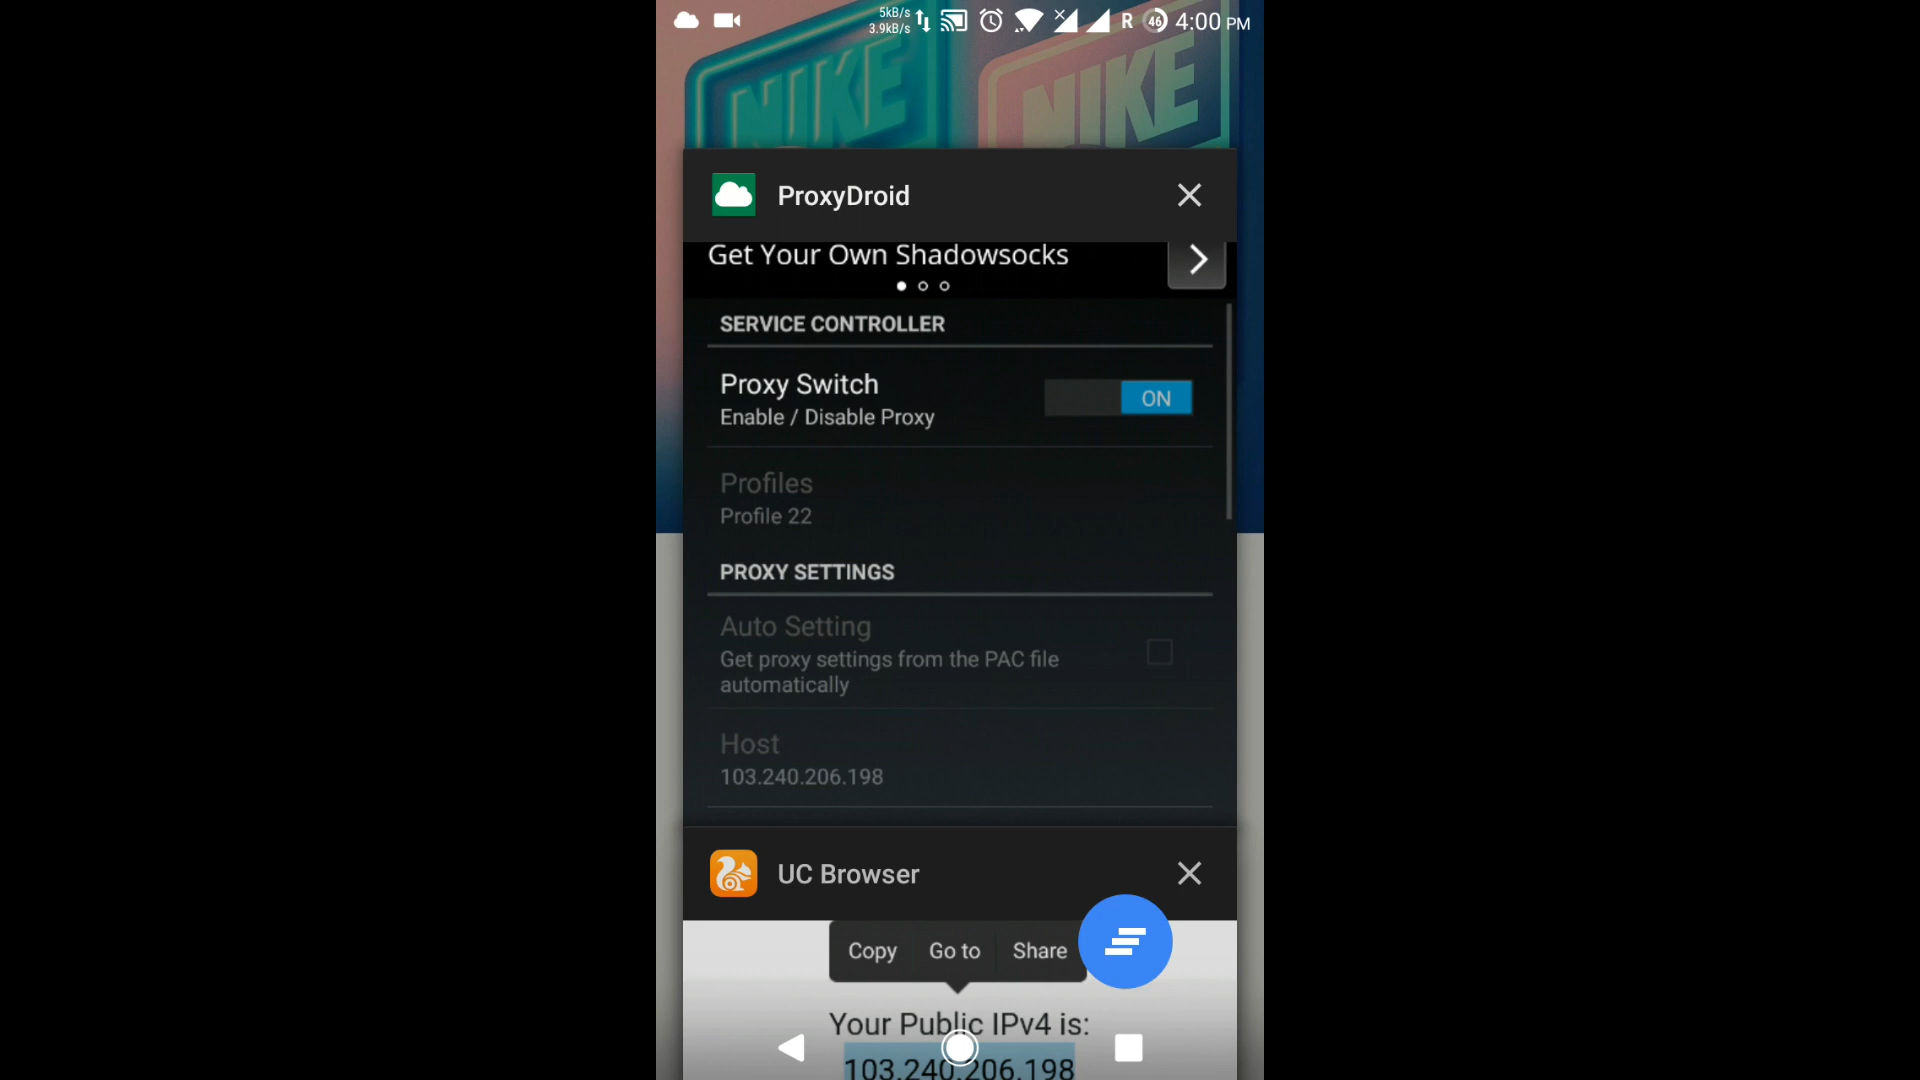 5kB/s
3.9kB/s
R
46
4:00 PM
NIKE
NIKE
ProxyDroid
Get Your Own Shadowsocks
SERVICE CONTROLLER
Proxy Switch
ON
Enable / Disable Proxy
Profiles
Profile 22
PROXY SETTINGS
Auto Setting
Get proxy settings from the PAC file
automatically
Host
103.240.206.198
UC Browser
Copy
Go to
Share
Your Public IPv4 is:
103.240.206.198